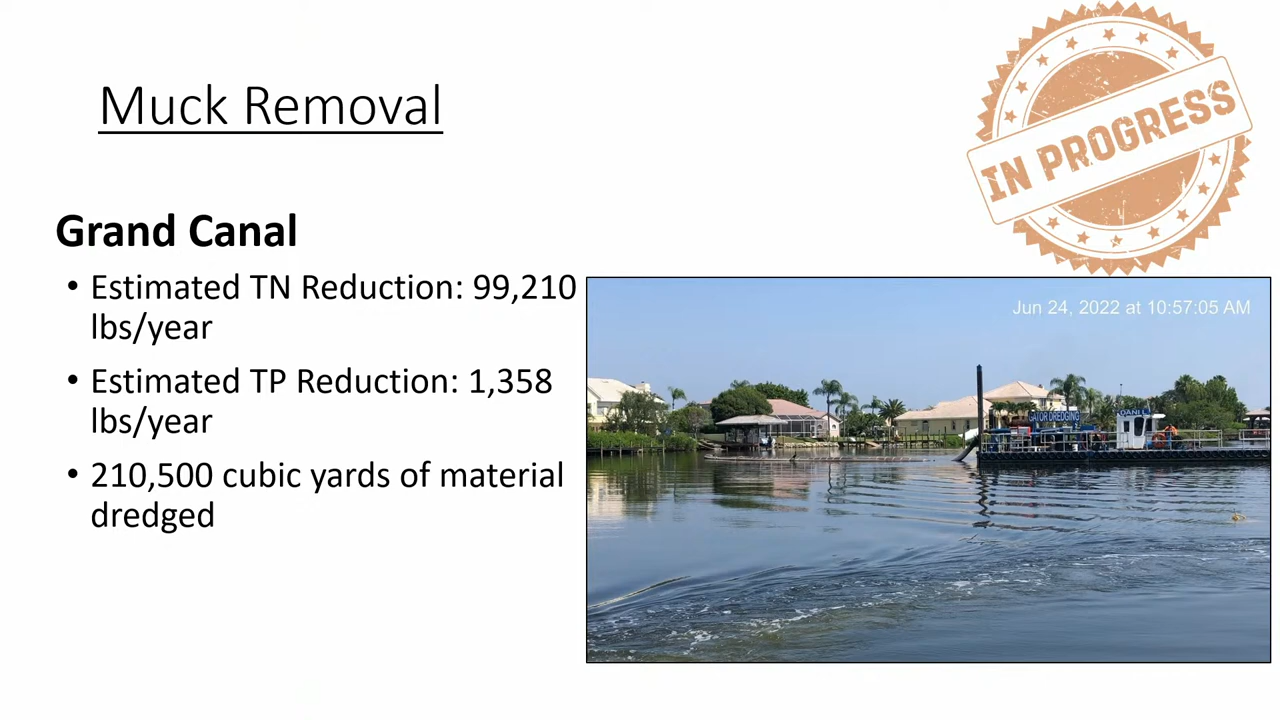 Muck Removal
IN PROGRESS
Grand Canal
• Estimated TN Reduction: 99,210
lbs/year
• Estimated TP Reduction: 1,358
lbs/year
• 210,500 cubic yards of material
dredged
Jun 24, 2022 at 10:57:05 AM
GATOR DREDGING